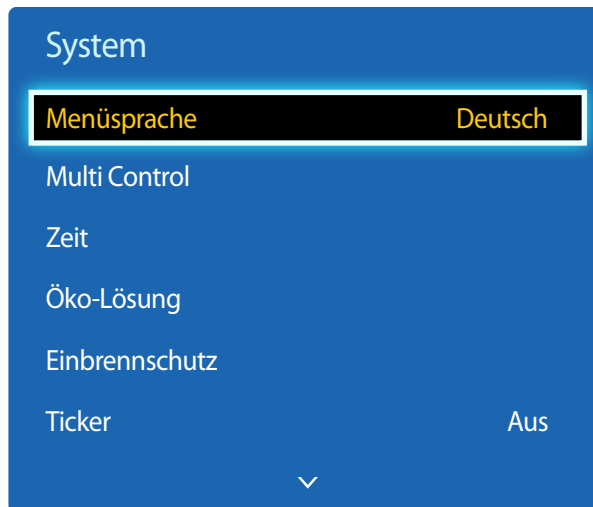 System
Menüsprache Deutsch
Multi Control
Zeit
Öko-Lösung
Einbrennschutz
Ticker Aus